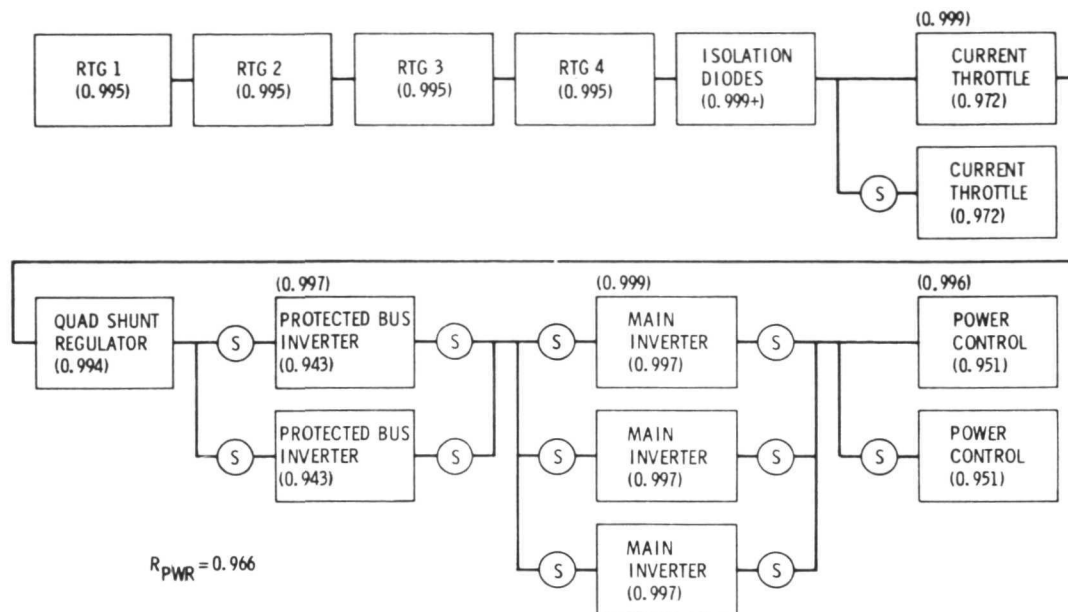 (0.999)
RTG 1
(0.995)
RTG 2
(0.995)
RTG 3
(0.995)
RTG 4
(0.995)
ISOLATION
DIODES
(0.999+)
CURRENT
THROTTLE
(0.972)
S
CURRENT
THROTTLE
(0.972)
QUAD SHUNT
REGULATOR
(0.994)
(0.997)
S
PROTECTED BUS
INVERTER
(0.943)
S
S
PROTECTED BUS
INVERTER
(0.943)
S
(0.999)
S
MAIN
INVERTER
(0.997)
S
S
MAIN
INVERTER
(0.997)
S
S
MAIN
INVERTER
(0.997)
S
(0.996)
POWER
CONTROL
(0.951)
S
POWER
CONTROL
(0.951)
RPWR = 0.966